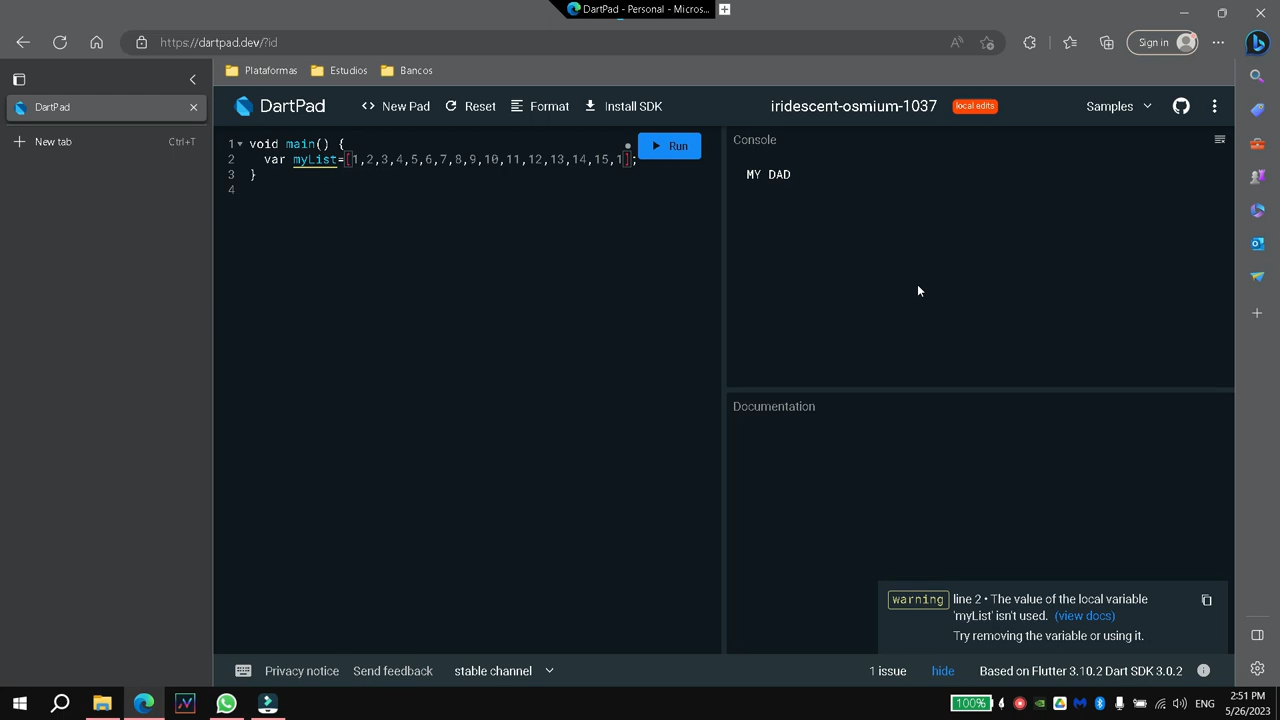 DartPad - Personal - Micros...
https://dartpad.dev/?id
Sign in
Plataformas
Estudios
Bancos
DartPad
New tab
Ctrl+T
DartPad
<> New Pad
Reset
Format
Install SDK
iridescent-osmium-1037
local edits
Samples
1
void main() {
2
var myList=[1,2,3,4,5,6,7,8,9,10,11,12,13,14,15,1];
3
}
4
Run
Console
MY DAD
Documentation
warning
line 2 • The value of the local variable
'myList' isn't used. (view docs)
Try removing the variable or using it.
Privacy notice
Send feedback
stable channel
1 issue
hide
Based on Flutter 3.10.2 Dart SDK 3.0.2
100%
ENG
2:51 PM
5/26/2023